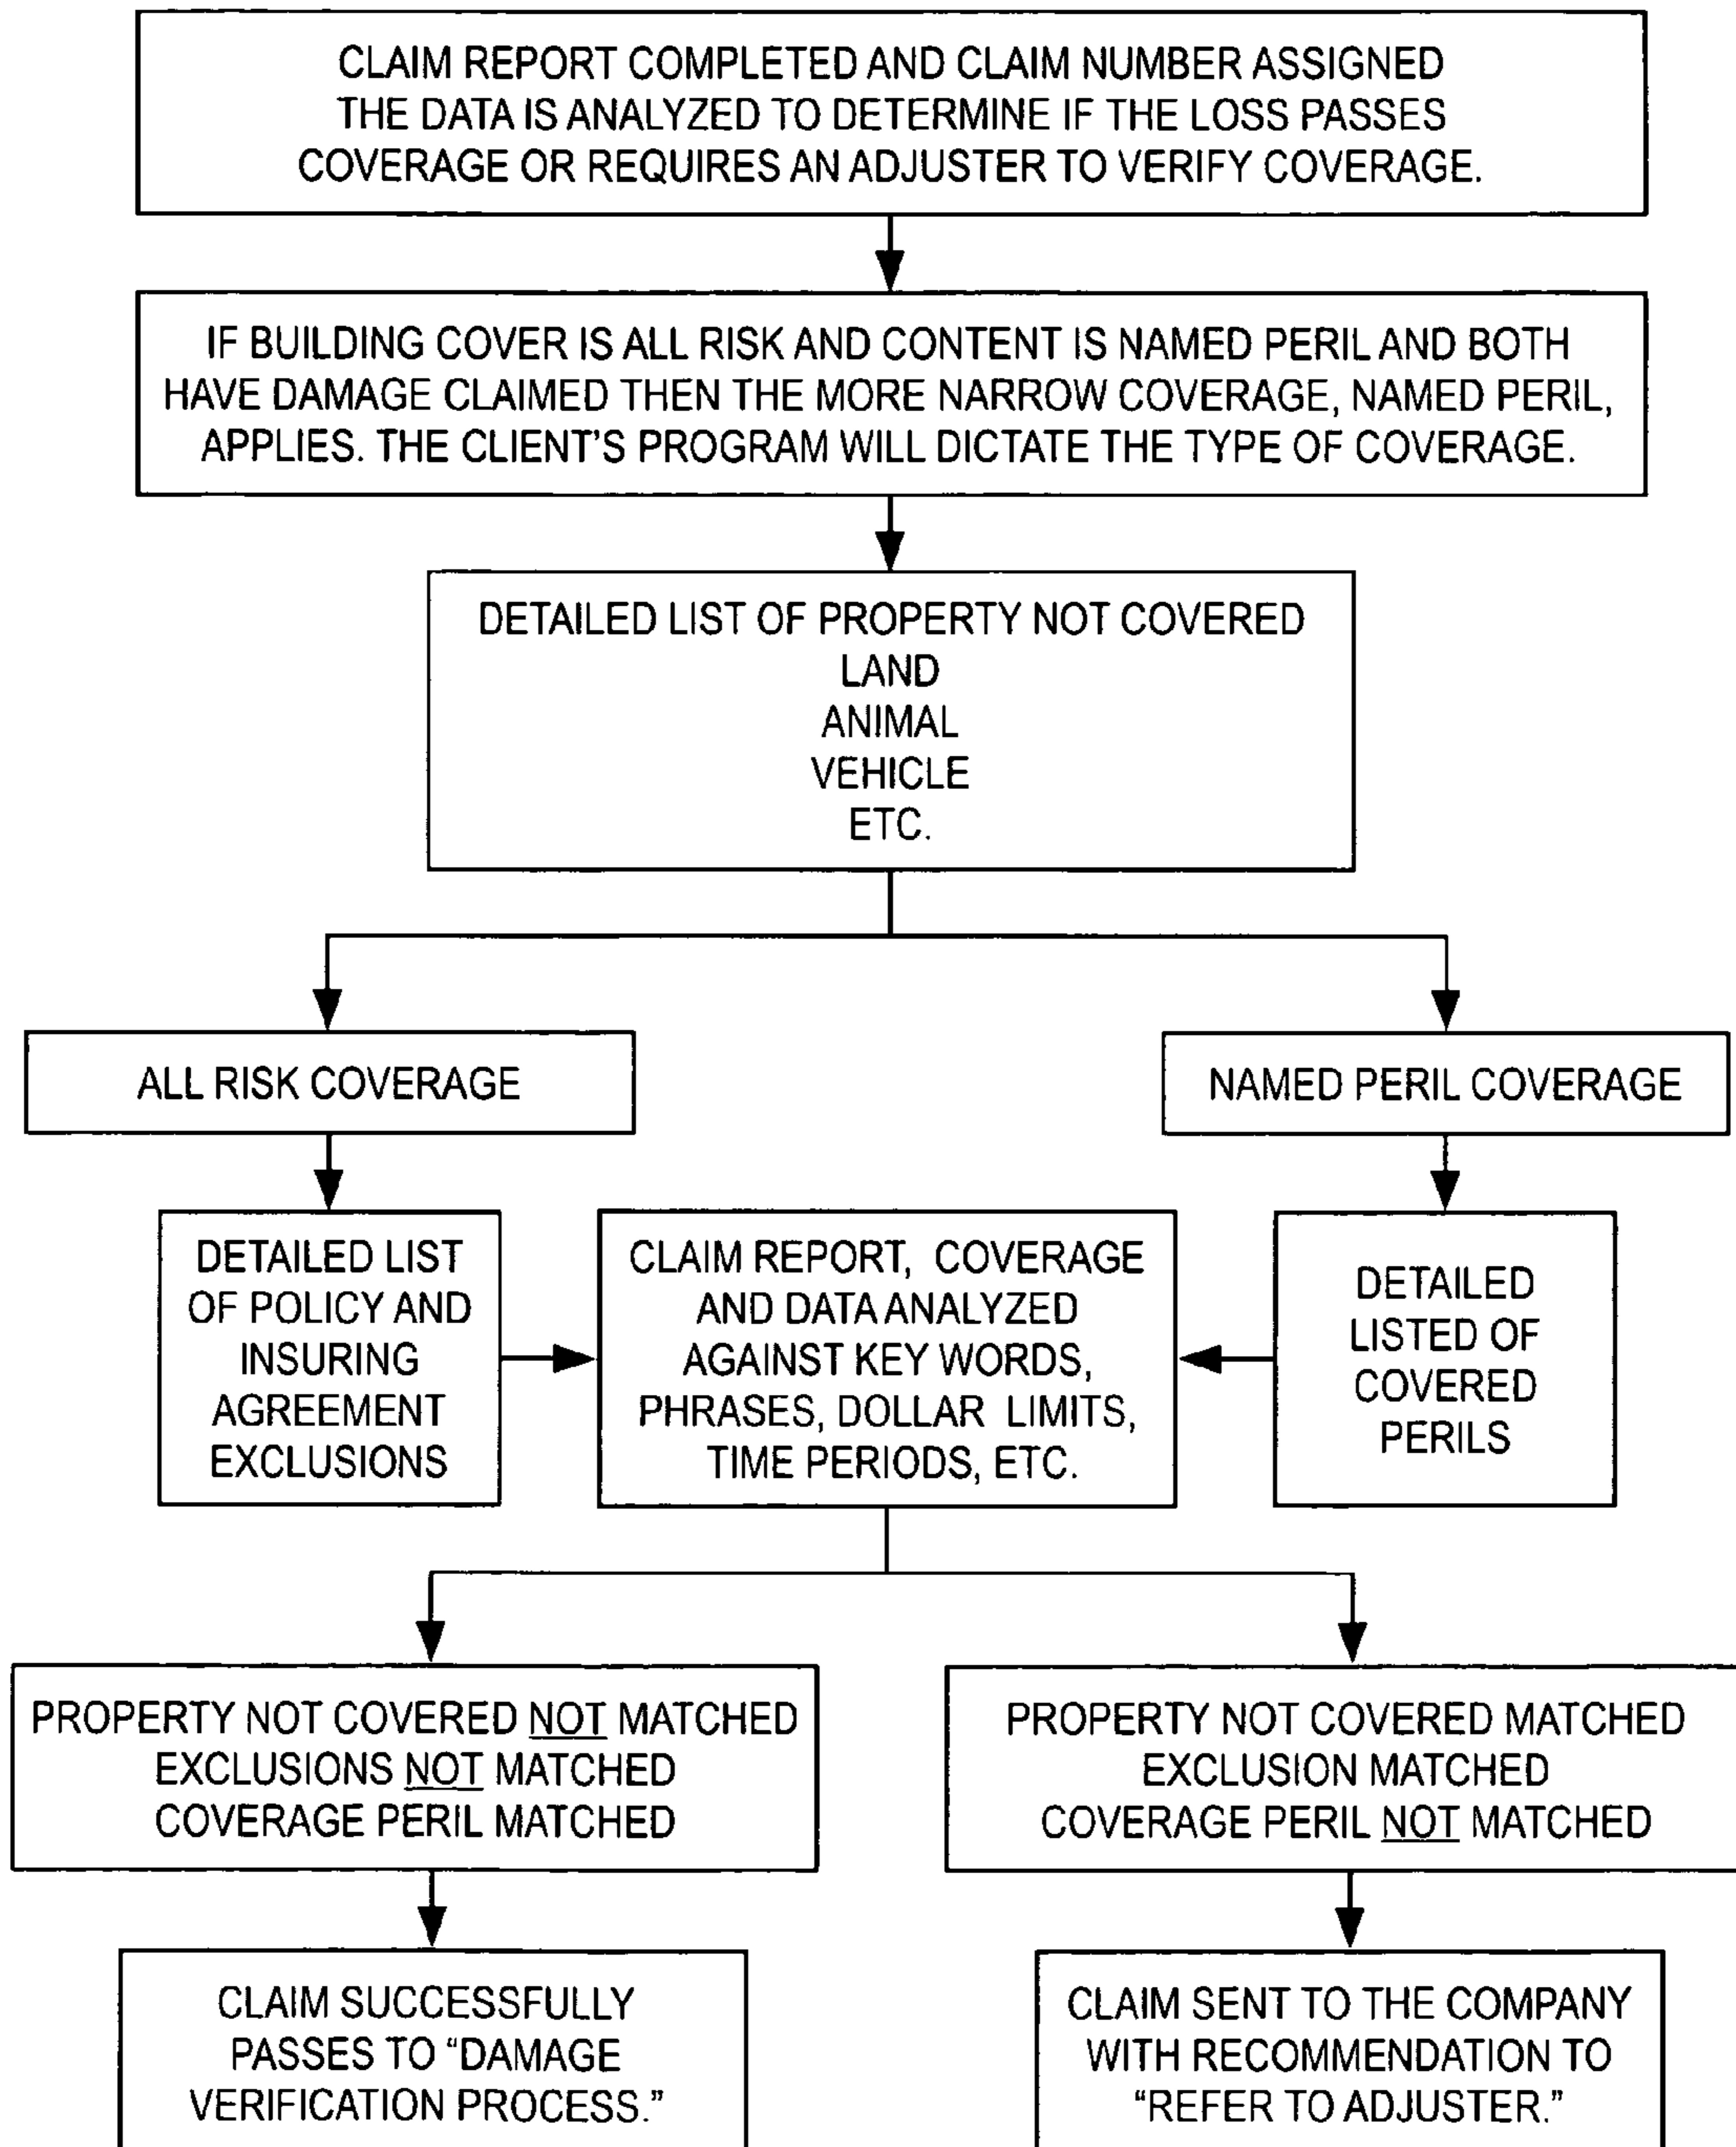 CLAIM REPORT COMPLETED AND CLAIM NUMBER ASSIGNED
THE DATA IS ANALYZED TO DETERMINE IF THE LOSS PASSES
COVERAGE OR REQUIRES AN ADJUSTER TO VERIFY COVERAGE.
IF BUILDING COVER IS ALL RISK AND CONTENT IS NAMED PERIL AND BOTH
HAVE DAMAGE CLAIMED THEN THE MORE NARROW COVERAGE, NAMED PERIL,
APPLIES. THE CLIENT'S PROGRAM WILL DICTATE THE TYPE OF COVERAGE.
DETAILED LIST OF PROPERTY NOT COVERED
LAND
ANIMAL
VEHICLE
ETC.
ALL RISK COVERAGE
NAMED PERIL COVERAGE
DETAILED LIST
OF POLICY AND
INSURING
AGREEMENT
EXCLUSIONS
CLAIM REPORT, COVERAGE
AND DATA ANALYZED
AGAINST KEY WORDS,
PHRASES, DOLLAR LIMITS,
TIME PERIODS, ETC.
DETAILED
LISTED OF
COVERED
PERILS
PROPERTY NOT COVERED NOT MATCHED
EXCLUSIONS NOT MATCHED
COVERAGE PERIL MATCHED
PROPERTY NOT COVERED MATCHED
EXCLUSION MATCHED
COVERAGE PERIL NOT MATCHED
CLAIM SUCCESSFULLY
PASSES TO “DAMAGE
VERIFICATION PROCESS.”
CLAIM SENT TO THE COMPANY
WITH RECOMMENDATION TO
“REFER TO ADJUSTER.”